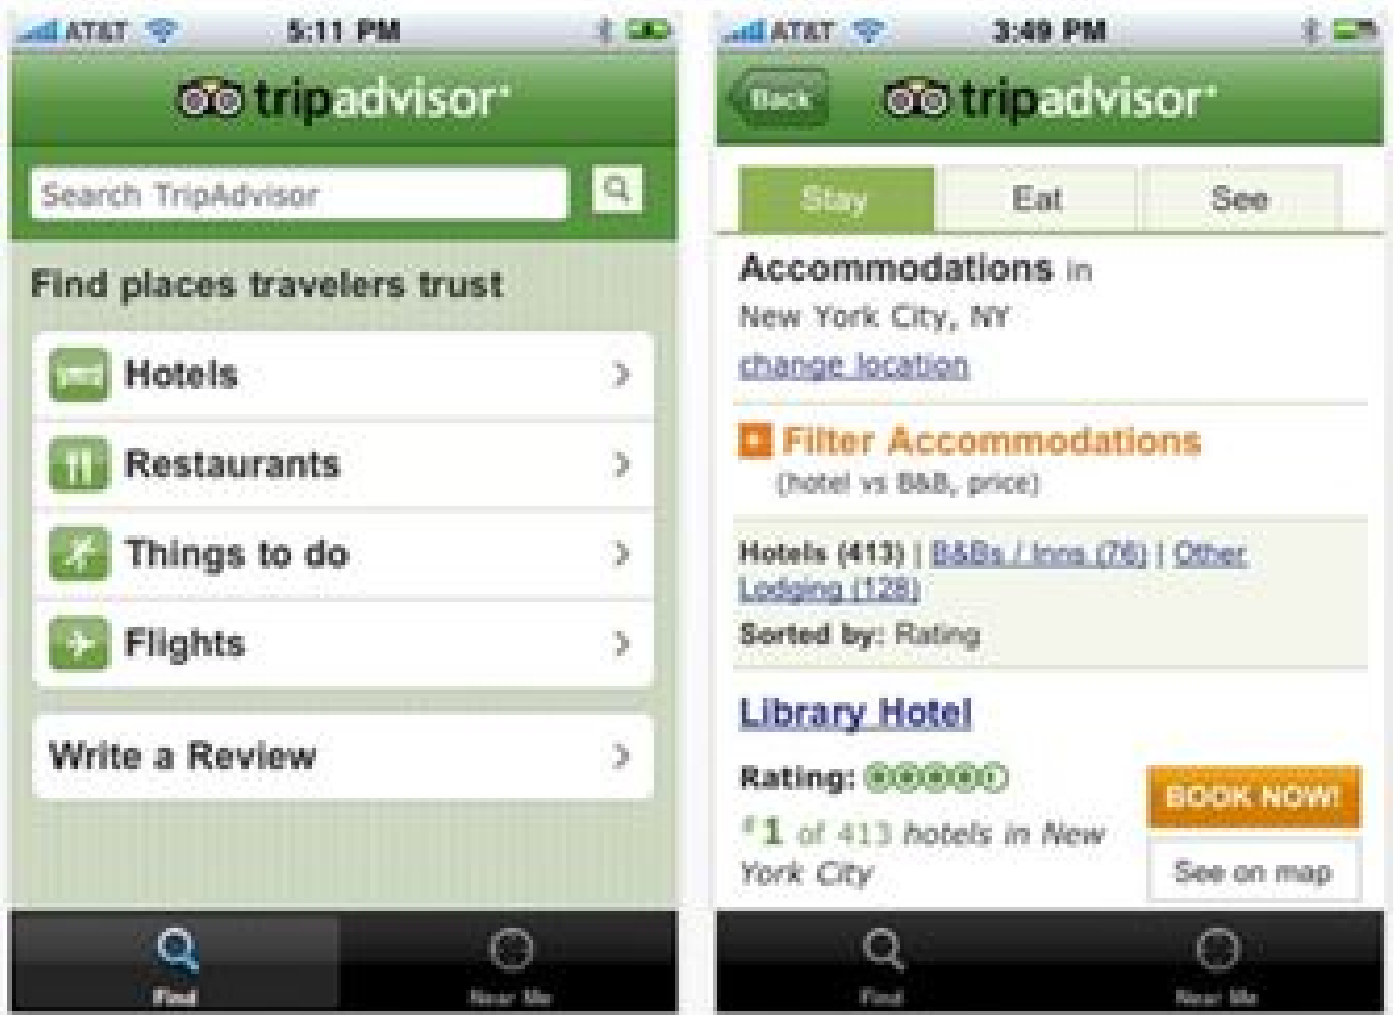 AT&T 5:11 PM
tripadvisor
Search TripAdvisor
Find places travelers trust
Hotels
Restaurants
Things to do
Flights
Write a Review
Find Near Me
AT&T 3:49 PM
Back tripadvisor
Stay Eat See
Accommodations in
New York City, NY
change location
Filter Accommodations
(hotel vs B&B, price)
Hotels (413) | B&Bs / Inns (76) | Other
Lodging (128)
Sorted by: Rating
Library Hotel
Rating:
BOOK NOW!
#1 of 413 hotels in New
York City
See on map
Find Near Me